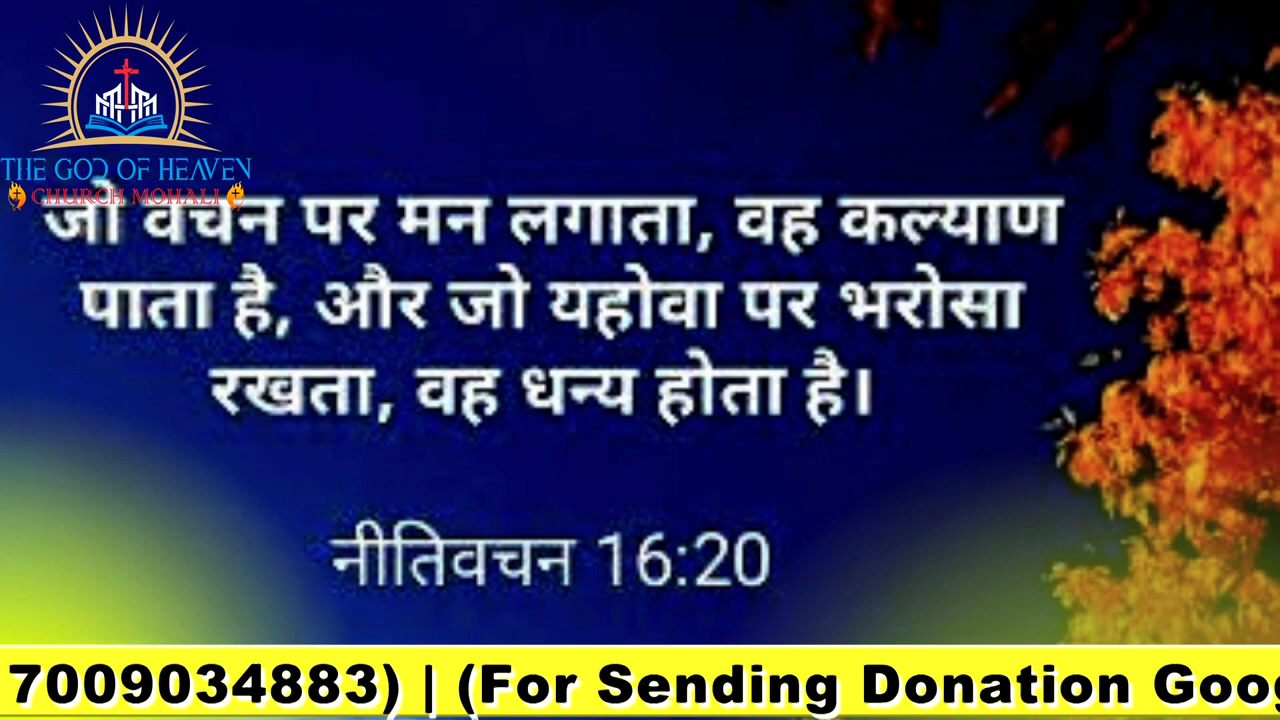 THE GOD OF HEAVEN
CHURCH MOHALI
जो वचन पर मन लगाता, वह कल्याण
पाता है, और जो यहोवा पर भरोसा
रखता, वह धन्य होता है।
नीतिवचन 16:20
7009034883) | (For Sending Donation Goog